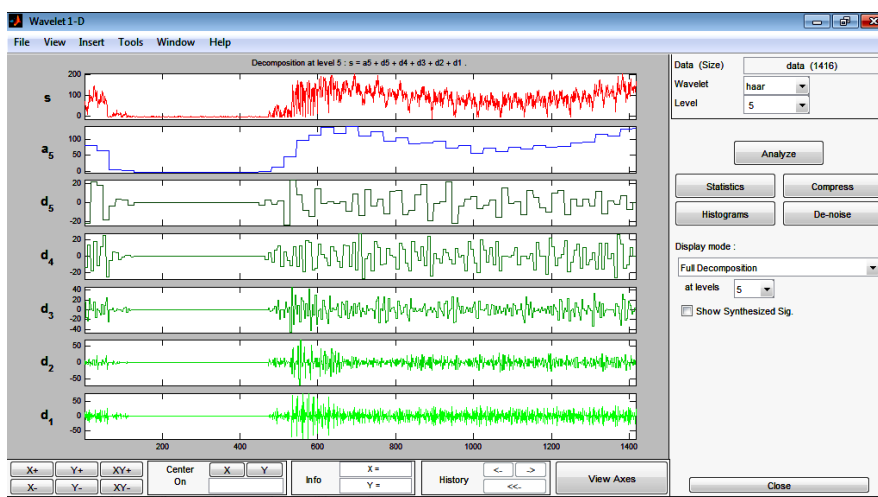 Wavelet 1-D
File View Insert Tools Window Help
Decomposition at level 5 : s = a5 + d5 + d4 + d3 + d2 + d1 .
s
200
100
0
a5
100
50
0
d5
20
0
-20
d4
20
0
-20
d3
40
20
0
-20
-40
d2
50
0
-50
d1
50
0
-50
200 400 600 800 1000 1200 1400
Data (Size) data (1416)
Wavelet haar
Level 5
Analyze
Statistics Compress
Histograms De-noise
Display mode :
Full Decomposition
at levels 5
Show Synthesized Sig.
X+ Y+ XY+
X- Y- XY-
Center
On
X Y
Info
X =
Y =
History
<- ->
<<-
View Axes
Close